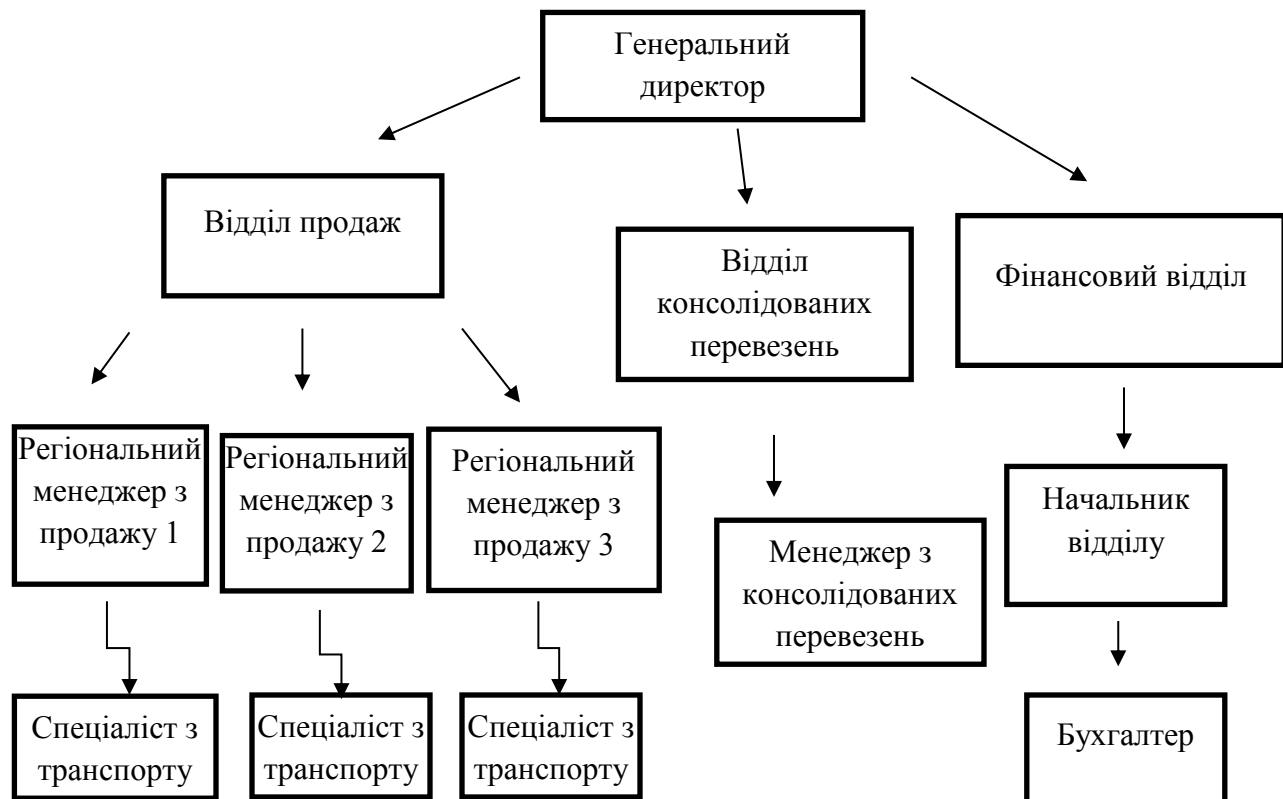 Генеральний
директор
Відділ продаж
Відділ
консолідованих
перевезень
Фінансовий відділ
Регіональний
менеджер з
продажу 1
Регіональний
менеджер з
продажу 2
Регіональний
менеджер з
продажу 3
Менеджер з
консолідованих
перевезень
Начальник
відділу
Спеціаліст з
транспорту
Спеціаліст з
транспорту
Спеціаліст з
транспорту
Бухгалтер